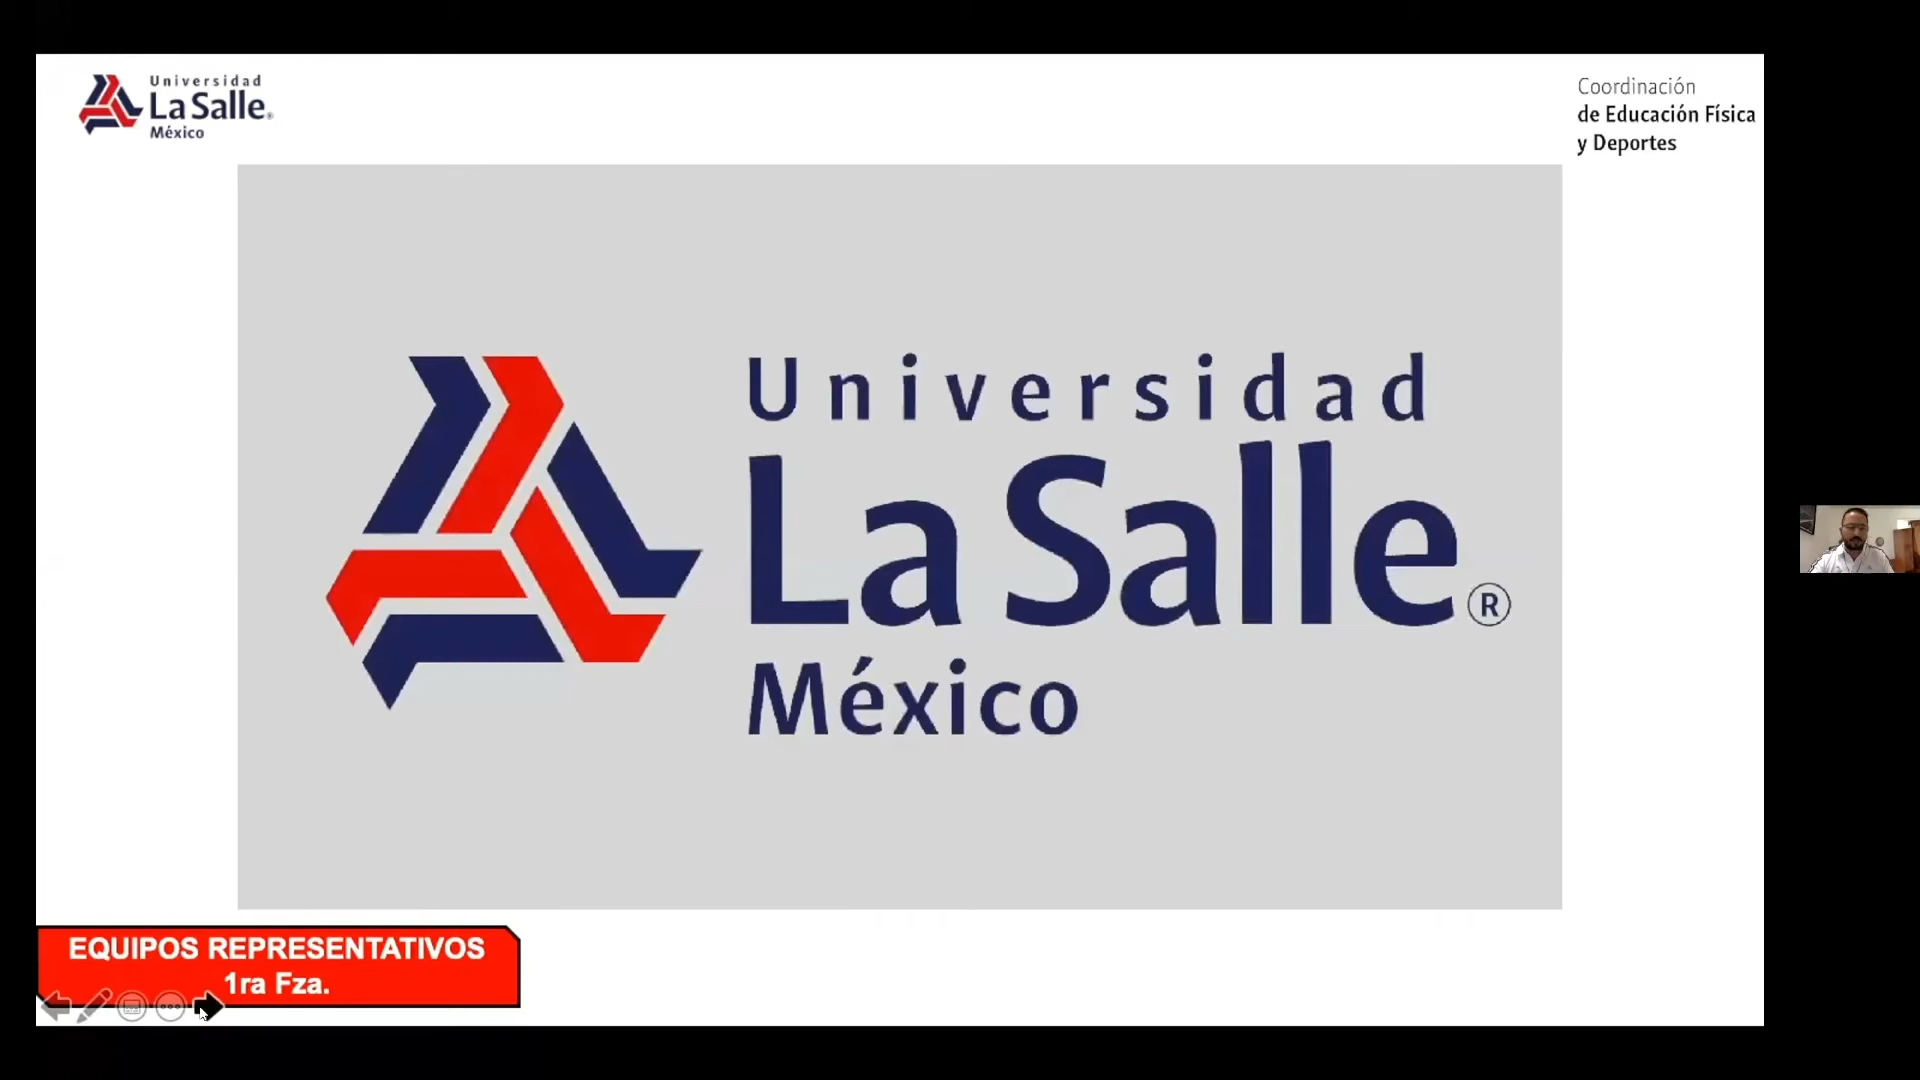 Universidad
La Salle®
México
Coordinación
de Educación Física
y Deportes
Universidad
La Salle®
México
EQUIPOS REPRESENTATIVOS
1ra Fza.